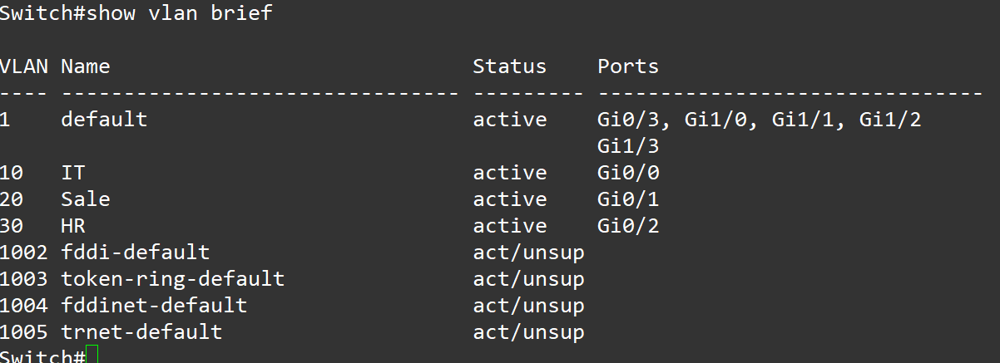 Switch#show vlan brief
VLAN Name                             Status    Ports
---- -------------------------------- --------- -------------------------------
1    default                          active    Gi0/3, Gi1/0, Gi1/1, Gi1/2
                                                Gi1/3
10   IT                               active    Gi0/0
20   Sale                             active    Gi0/1
30   HR                               active    Gi0/2
1002 fddi-default                     act/unsup
1003 token-ring-default               act/unsup
1004 fddinet-default                  act/unsup
1005 trnet-default                    act/unsup
Switch#